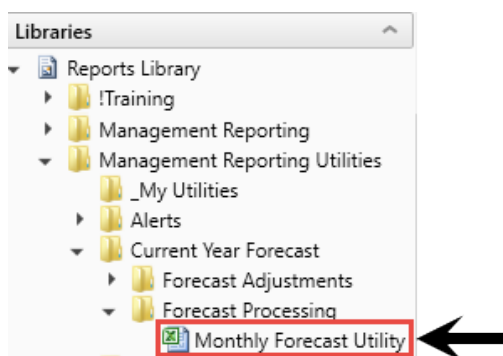 Libraries
Reports Library
!Training
Management Reporting
Management Reporting Utilities
_My Utilities
Alerts
Current Year Forecast
Forecast Adjustments
Forecast Processing
Monthly Forecast Utility